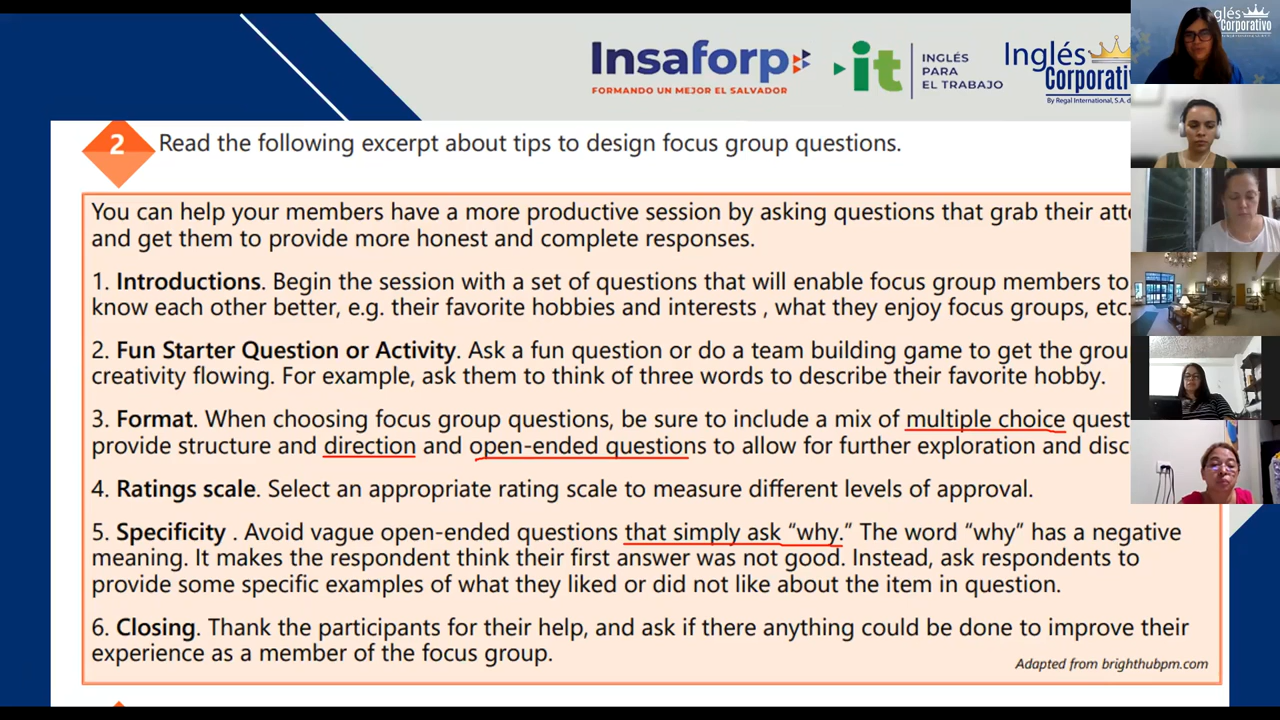 Insaforp
FORMANDO UN MEJOR EL SALVADOR
it
INGLÉS
PARA
EL TRABAJO
Inglés
Corporativ
By Regal International, S.A. d
glés
Corporativo
2
Read the following excerpt about tips to design focus group questions.
You can help your members have a more productive session by asking questions that grab their att
and get them to provide more honest and complete responses.
1. Introductions. Begin the session with a set of questions that will enable focus group members to
know each other better, e.g. their favorite hobbies and interests , what they enjoy focus groups, etc.
2. Fun Starter Question or Activity. Ask a fun question or do a team building game to get the grou
creativity flowing. For example, ask them to think of three words to describe their favorite hobby.
3. Format. When choosing focus group questions, be sure to include a mix of multiple choice quest
provide structure and direction and open-ended questions to allow for further exploration and disc
4. Ratings scale. Select an appropriate rating scale to measure different levels of approval.
5. Specificity . Avoid vague open-ended questions that simply ask “why.” The word “why” has a negative
meaning. It makes the respondent think their first answer was not good. Instead, ask respondents to
provide some specific examples of what they liked or did not like about the item in question.
6. Closing. Thank the participants for their help, and ask if there anything could be done to improve their
experience as a member of the focus group.
Adapted from brighthubpm.com